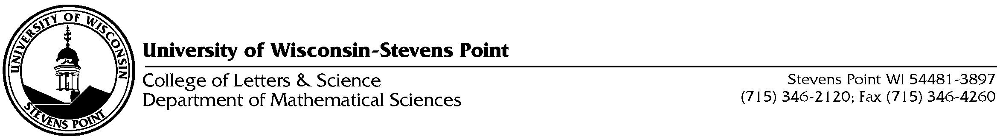 UNIVERSITY OF WISCONSIN
STEVENS POINT
University of Wisconsin-Stevens Point
College of Letters & Science
Department of Mathematical Sciences
Stevens Point WI 54481-3897
(715) 346-2120; Fax (715) 346-4260